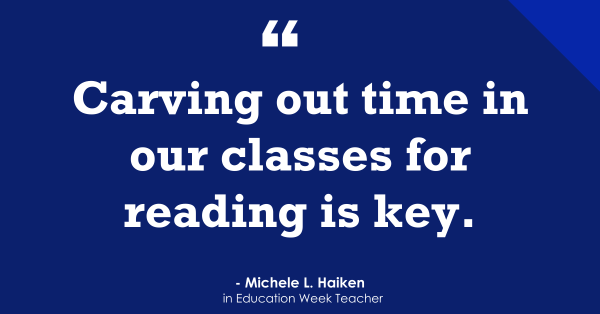 “
Carving out time in
our classes for
reading is key.
- Michele L. Haiken
in Education Week Teacher